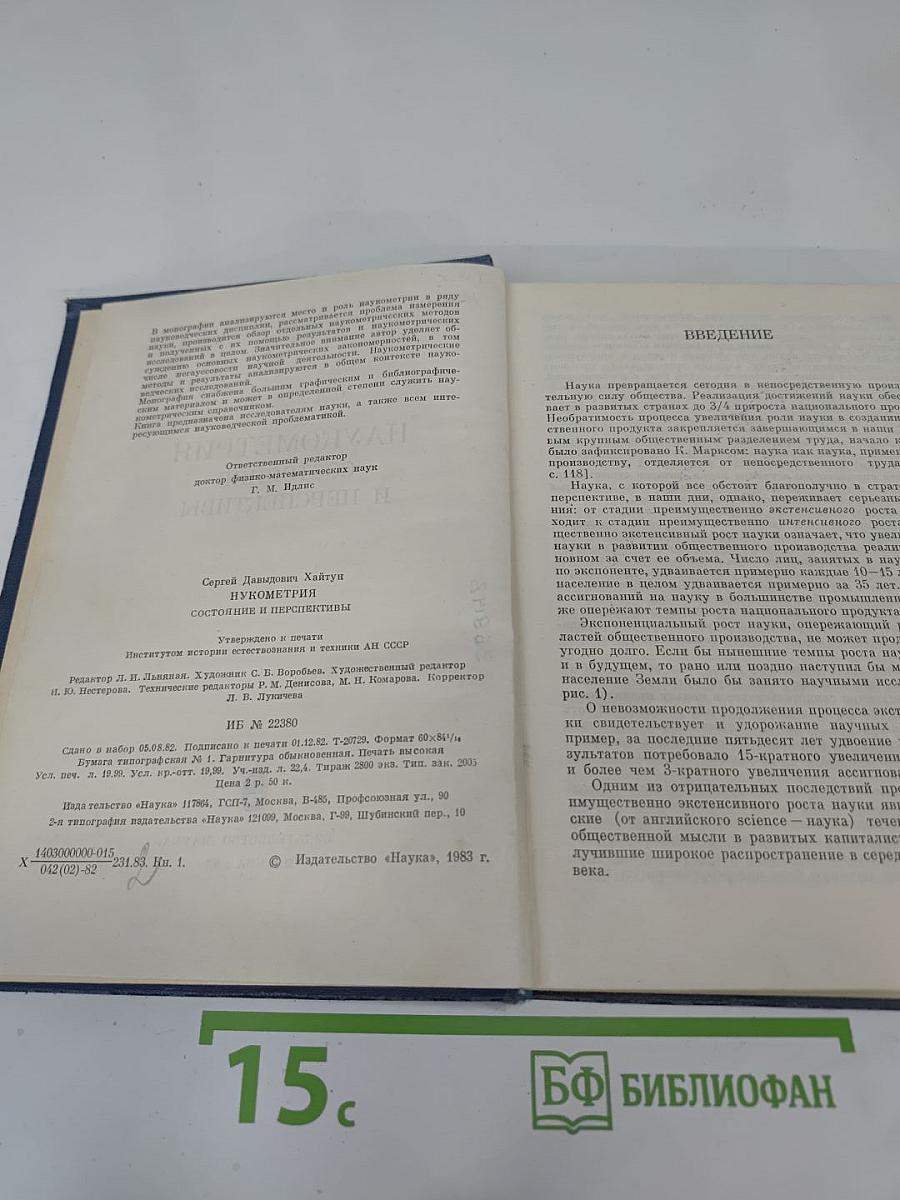 В монографии анализируются место и роль наукометрии в ряду
науковедческих дисциплин, рассматривается проблема измерения
науки, производится обзор отдельных наукометрических методов
и полученных с их помощью результатов и наукометрических
исследований в целом. Значительное внимание автор уделяет об-
суждению основных наукометрических закономерностей, в том
числе негауссовости научной деятельности. Наукометрические
методы и результаты анализируются в общем контексте науко-
ведческих исследований.
Монография снабжена большим графическим и библиографиче-
ским материалом и может в определенной степени служить нау-
кометрическим справочником.
Книга предназначена исследователям науки, а также всем инте-
ресующимся науковедческой проблематикой.
НАУКОМЕТРИЯ
И ПЕРСПЕКТИВЫ
Ответственный редактор
доктор физико-математических наук
Г. М. Идлис
Сергей Давыдович Хайтун
НУКОМЕТРИЯ
СОСТОЯНИЕ И ПЕРСПЕКТИВЫ
Утверждено к печати
Институтом истории естествознания и техники АН СССР
Редактор Л. И. Львяная. Художник С. Б. Воробьев. Художественный редактор
И. Ю. Нестерова. Технические редакторы Р. М. Денисова, М. Н. Комарова. Корректор
Л. В. Лукичева
ИБ № 22380
Сдано в набор 05.08.82. Подписано к печати 01.12.82. Т-20729. Формат 60×84¹/₁₆
Бумага типографская № 1. Гарнитура обыкновенная. Печать высокая
Усл. печ. л. 19.99. Усл. кр.-отт. 19,99. Уч.-изд. л. 22,4. Тираж 2800 экз. Тип. зак. 2005
Цена 2 р. 50 к.
Издательство «Наука» 117864, ГСП-7, Москва, В-485, Профсоюзная ул., 90
2-я типография издательства «Наука» 121099, Москва, Г-99, Шубинский пер., 10
Х 1403000000-015/042(02)-82 231.83. Кн. 1.
© Издательство «Наука», 1983 г.
ВВЕДЕНИЕ
Наука превращается сегодня в непосредственную произ
тельную силу общества. Реализация достижений науки обес
вает в развитых странах до 3/4 прироста национального про
Необратимость процесса увеличения роли науки в создании
ственного продукта закрепляется завершающимся в наши
вым крупным общественным разделением труда, начало к
было зафиксировано К. Марксом: наука как наука, приме
производству, отделяется от непосредственного труда
с. 118].
Наука, с которой все обстоит благополучно в страт
перспективе, в наши дни, однако, переживает серьезнь
ния: от стадии преимущественно экстенсивного роста
ходит к стадии преимущественно интенсивного рост
щественно экстенсивный рост науки означает, что увел
науки в развитии общественного производства реали
новном за счет ее объема. Число лиц, занятых в нау
по экспоненте, удваивается примерно каждые 10—15 л
население в целом удваивается примерно за 35 лет.
ассигнований на науку в большинстве промышлен
же опережают темпы роста национального продукта
Экспоненциальный рост науки, опережающий р
ластей общественного производства, не может прод
угодно долго. Если бы нынешние темпы роста нау
и в будущем, то рано или поздно наступил бы м
население Земли было бы занято научными иссл
рис. 1).
О невозможности продолжения процесса экст
ки свидетельствует и удорожание научных
пример, за последние пятьдесят лет удвоение
зультатов потребовало 15-кратного увеличени
и более чем 3-кратного увеличения ассигнова
Одним из отрицательных последствий пре
имущественно экстенсивного роста науки яви
ские (от английского science — наука) тече
общественной мысли в развитых капиталист
лучившие широкое распространение в серед
века.
15 с
БФ БИБЛИОФАН